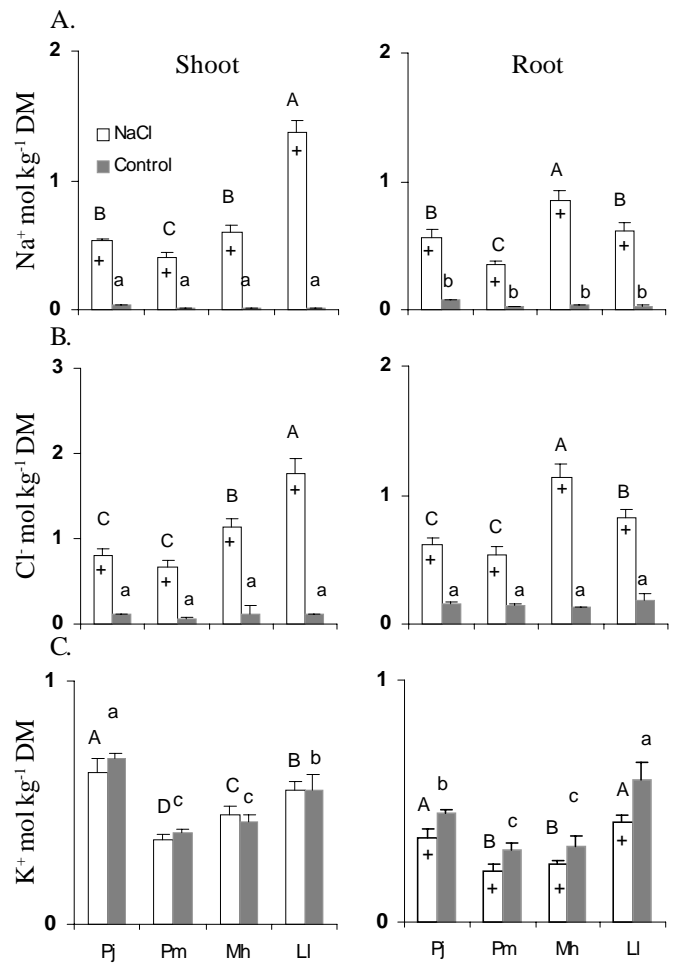 A.
Shoot
Root
Na⁺ mol kg⁻¹ DM
2
1
0
NaCl
Control
B
a
C
a
B
a
A
a
+
+
+
+
2
1
0
B
b
C
b
A
b
B
b
+
+
+
+
B.
Cl⁻ mol kg⁻¹ DM
3
2
1
0
C
a
C
a
B
a
A
a
+
+
+
+
2
1
0
C
a
C
a
A
a
B
a
+
+
+
+
C.
K⁺ mol kg⁻¹ DM
1
0
A
a
D
c
C
c
B
b
Pj
Pm
Mh
Ll
1
0
A
b
B
c
B
c
A
a
+
+
+
+
Pj
Pm
Mh
Ll